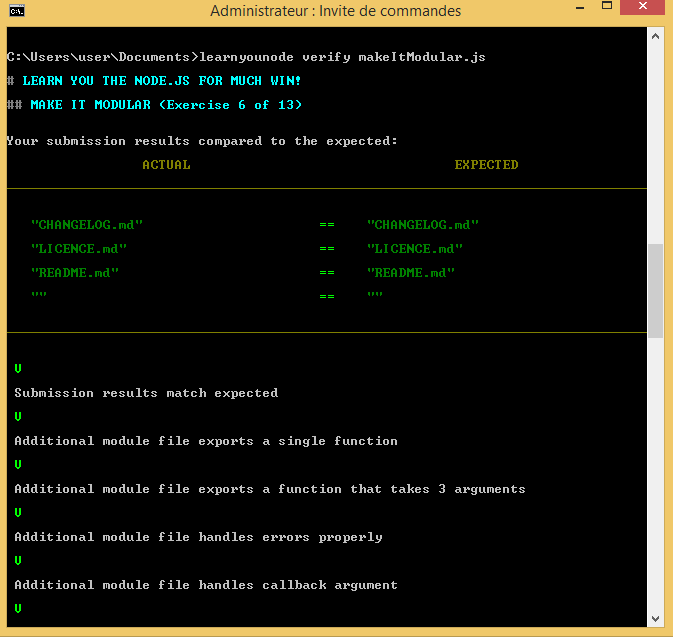 Administrateur : Invite de commandes
C:\Users\user\Documents>learnyounode verify makeItModular.js
# LEARN YOU THE NODE.JS FOR MUCH WIN!
## MAKE IT MODULAR (Exercise 6 of 13)
Your submission results compared to the expected:
ACTUAL EXPECTED
"CHANGELOG.md" == "CHANGELOG.md"
"LICENCE.md" == "LICENCE.md"
"README.md" == "README.md"
"" == ""
V
Submission results match expected
V
Additional module file exports a single function
V
Additional module file exports a function that takes 3 arguments
V
Additional module file handles errors properly
V
Additional module file handles callback argument
V